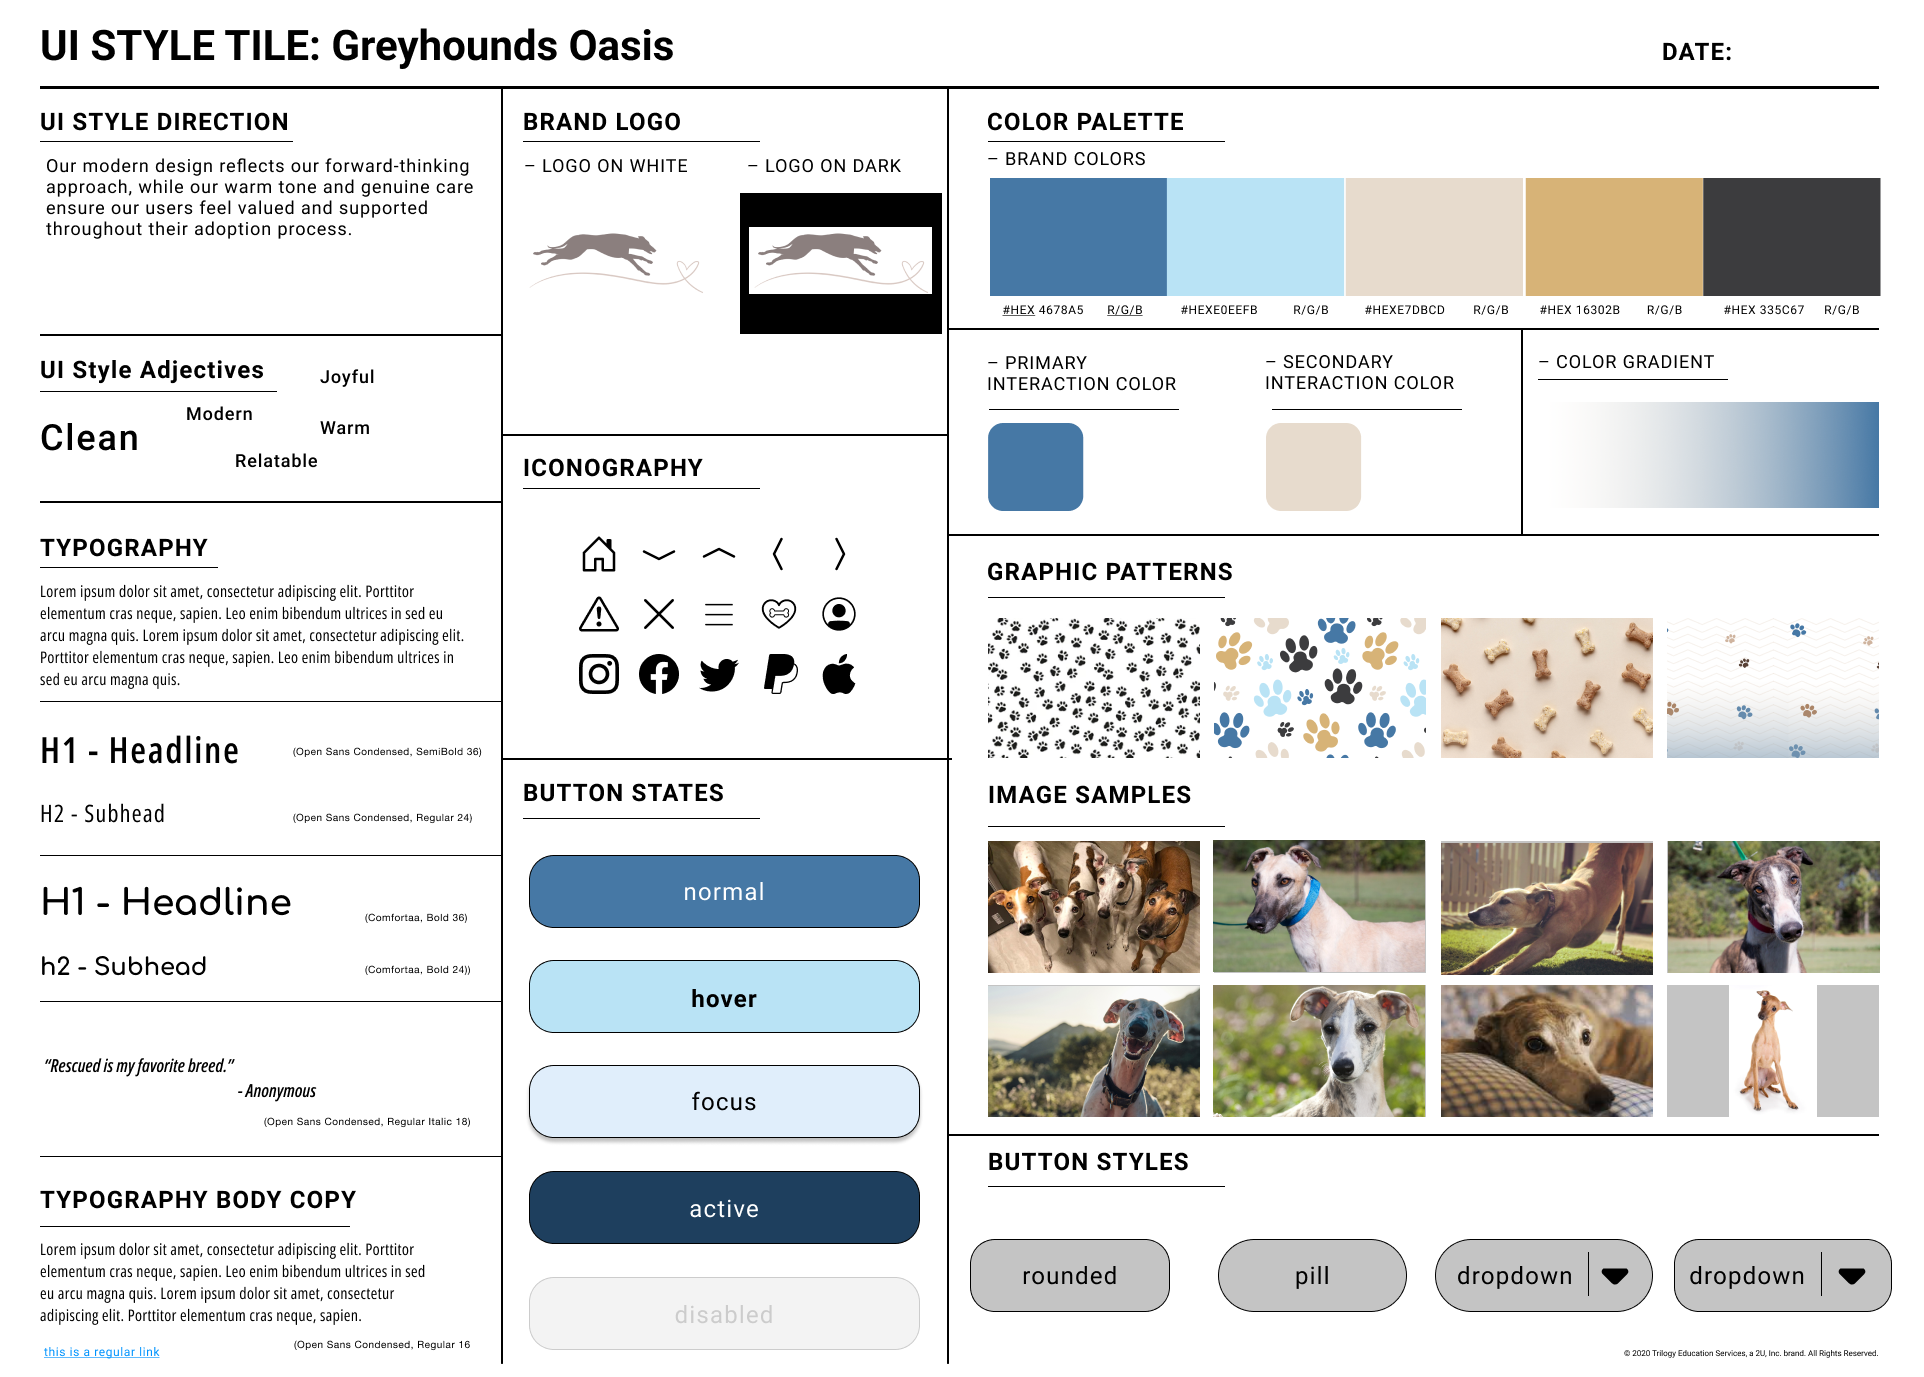 UI STYLE TILE: Greyhounds Oasis
DATE:
UI STYLE DIRECTION
Our modern design reflects our forward-thinking
approach, while our warm tone and genuine care
ensure our users feel valued and supported
throughout their adoption process.
UI Style Adjectives
Joyful
Modern
Clean
Warm
Relatable
TYPOGRAPHY
Lorem ipsum dolor sit amet, consectetur adipiscing elit. Porttitor
elementum cras neque, sapien. Leo enim bibendum ultrices in sed eu
arcu magna quis. Lorem ipsum dolor sit amet, consectetur adipiscing elit.
Porttitor elementum cras neque, sapien. Leo enim bibendum ultrices in
sed eu arcu magna quis.
H1 - Headline
(Open Sans Condensed, SemiBold 36)
H2 - Subhead
(Open Sans Condensed, Regular 24)
H1 - Headline
(Comfortaa, Bold 36)
h2 - Subhead
(Comfortaa, Bold 24))
“Rescued is my favorite breed.”
- Anonymous
(Open Sans Condensed, Regular Italic 18)
TYPOGRAPHY BODY COPY
Lorem ipsum dolor sit amet, consectetur adipiscing elit. Porttitor
elementum cras neque, sapien. Leo enim bibendum ultrices in sed
eu arcu magna quis. Lorem ipsum dolor sit amet, consectetur
adipiscing elit. Porttitor elementum cras neque, sapien.
(Open Sans Condensed, Regular 16
this is a regular link
BRAND LOGO
– LOGO ON WHITE
– LOGO ON DARK
ICONOGRAPHY
BUTTON STATES
normal
hover
focus
active
disabled
COLOR PALETTE
– BRAND COLORS
#HEX 4678A5 R/G/B
#HEXE0EEFB R/G/B
#HEXE7DBCD R/G/B
#HEX 16302B R/G/B
#HEX 335C67 R/G/B
– PRIMARY
INTERACTION COLOR
– SECONDARY
INTERACTION COLOR
– COLOR GRADIENT
GRAPHIC PATTERNS
IMAGE SAMPLES
BUTTON STYLES
rounded
pill
dropdown
dropdown
© 2020 Trilogy Education Services, a 2U, Inc. brand. All Rights Reserved.